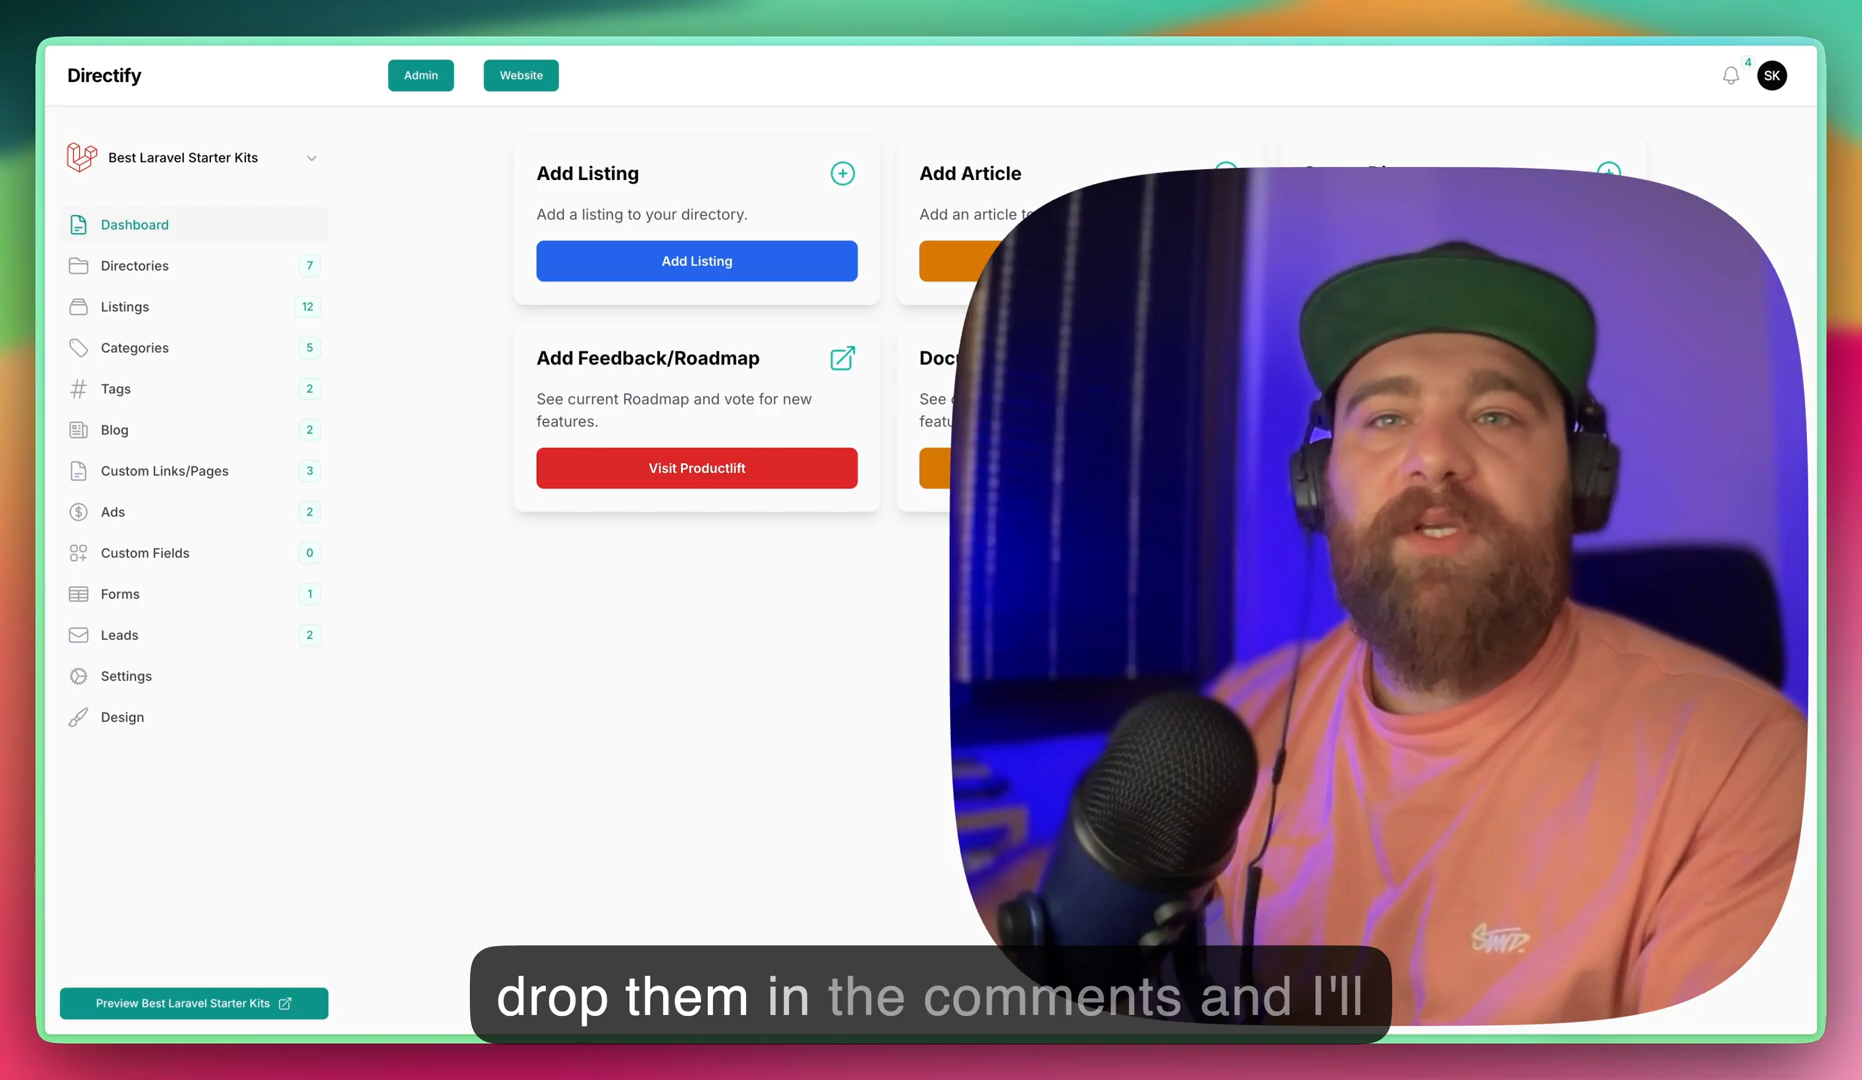 Directify
Admin
Website
4
SK
Best Laravel Starter Kits
Dashboard
Directories 7
Listings 12
Categories 5
Tags 2
Blog 2
Custom Links/Pages 3
Ads 2
Custom Fields 0
Forms 1
Leads 2
Settings
Design
Preview Best Laravel Starter Kits
Add Listing
Add a listing to your directory.
Add Listing
Add Article
Add an article to
Add Feedback/Roadmap
See current Roadmap and vote for new
features.
Visit Productlift
Doc
See
featu
STWD.
drop them in the comments and I'll